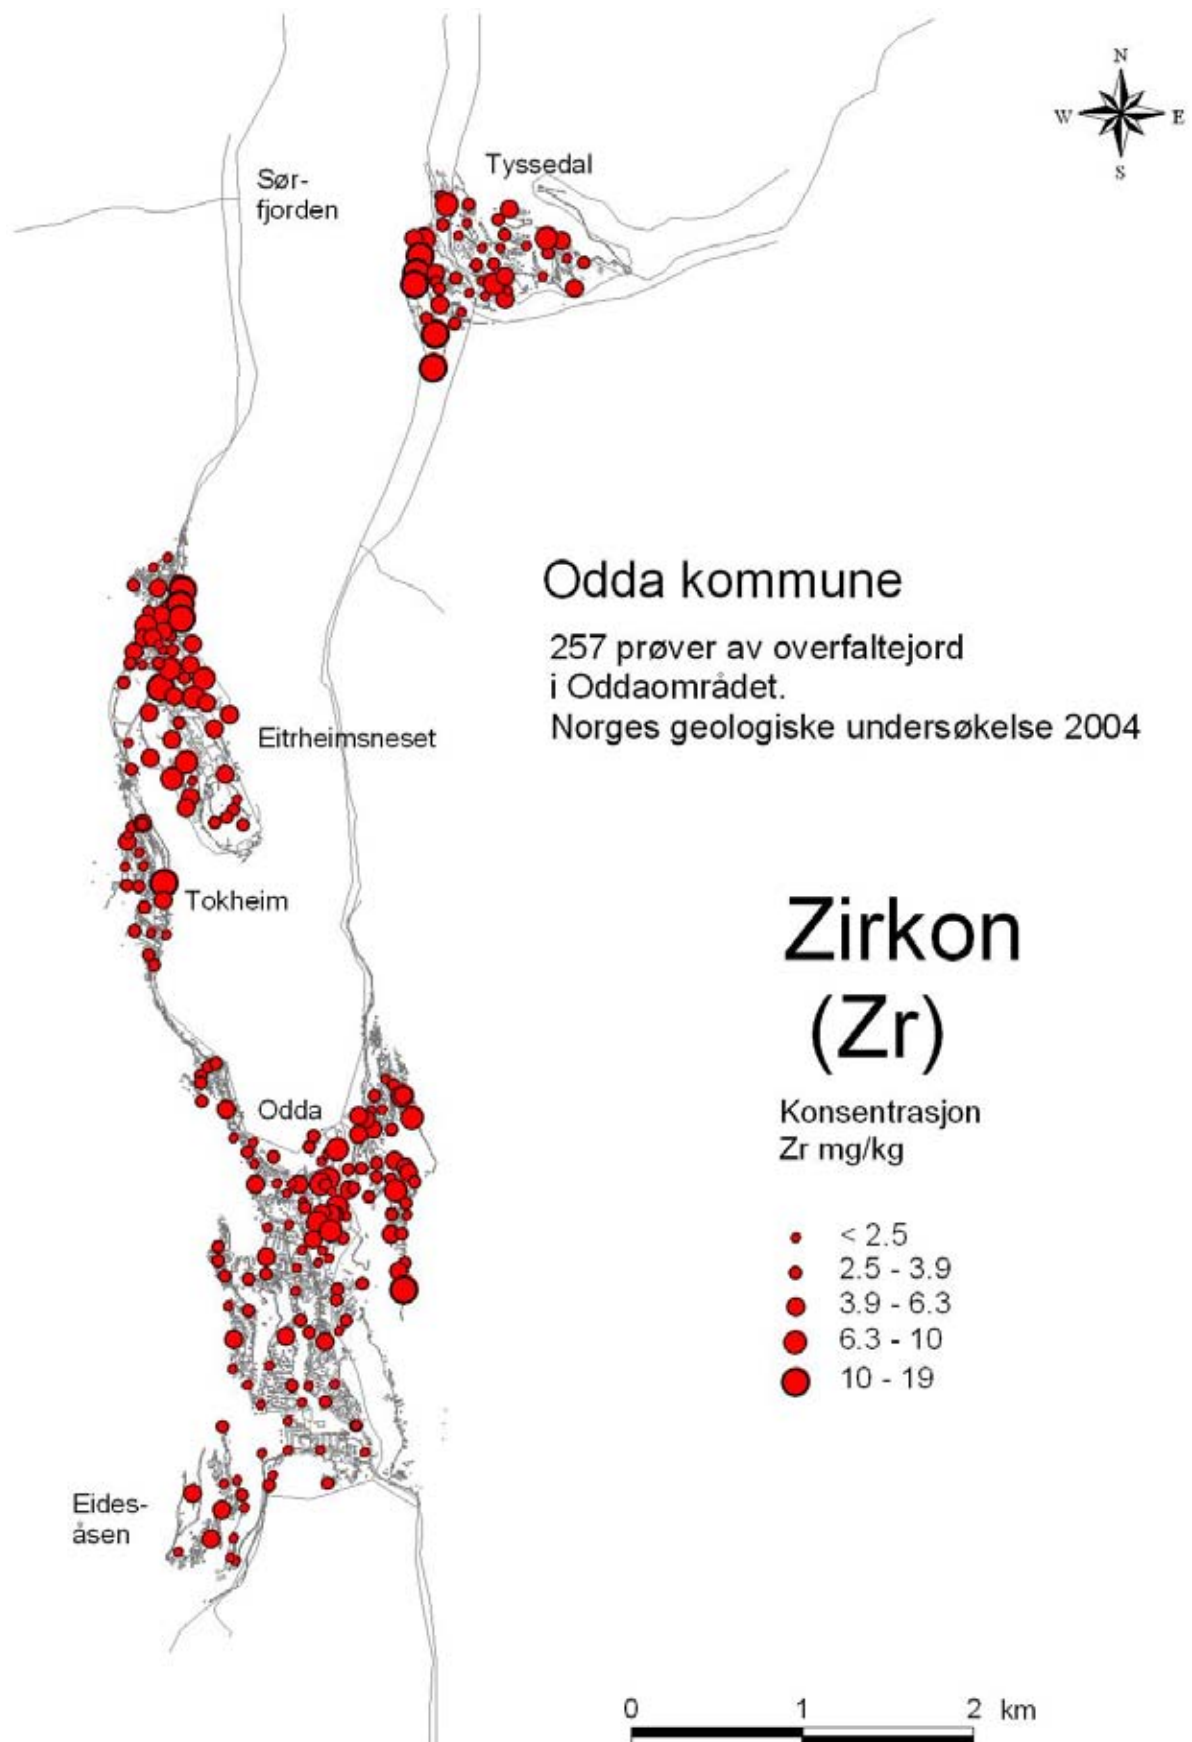 N
W E
S
Tyssedal
Sør-
fjorden
Odda kommune
257 prøver av overfaltejord
i Oddaområdet.
Norges geologiske undersøkelse 2004
Eitrheimsneset
Tokheim
Zirkon
(Zr)
Konsentrasjon
Zr mg/kg
Odda
< 2.5
2.5 - 3.9
3.9 - 6.3
6.3 - 10
10 - 19
Eides-
åsen
0 1 2 km